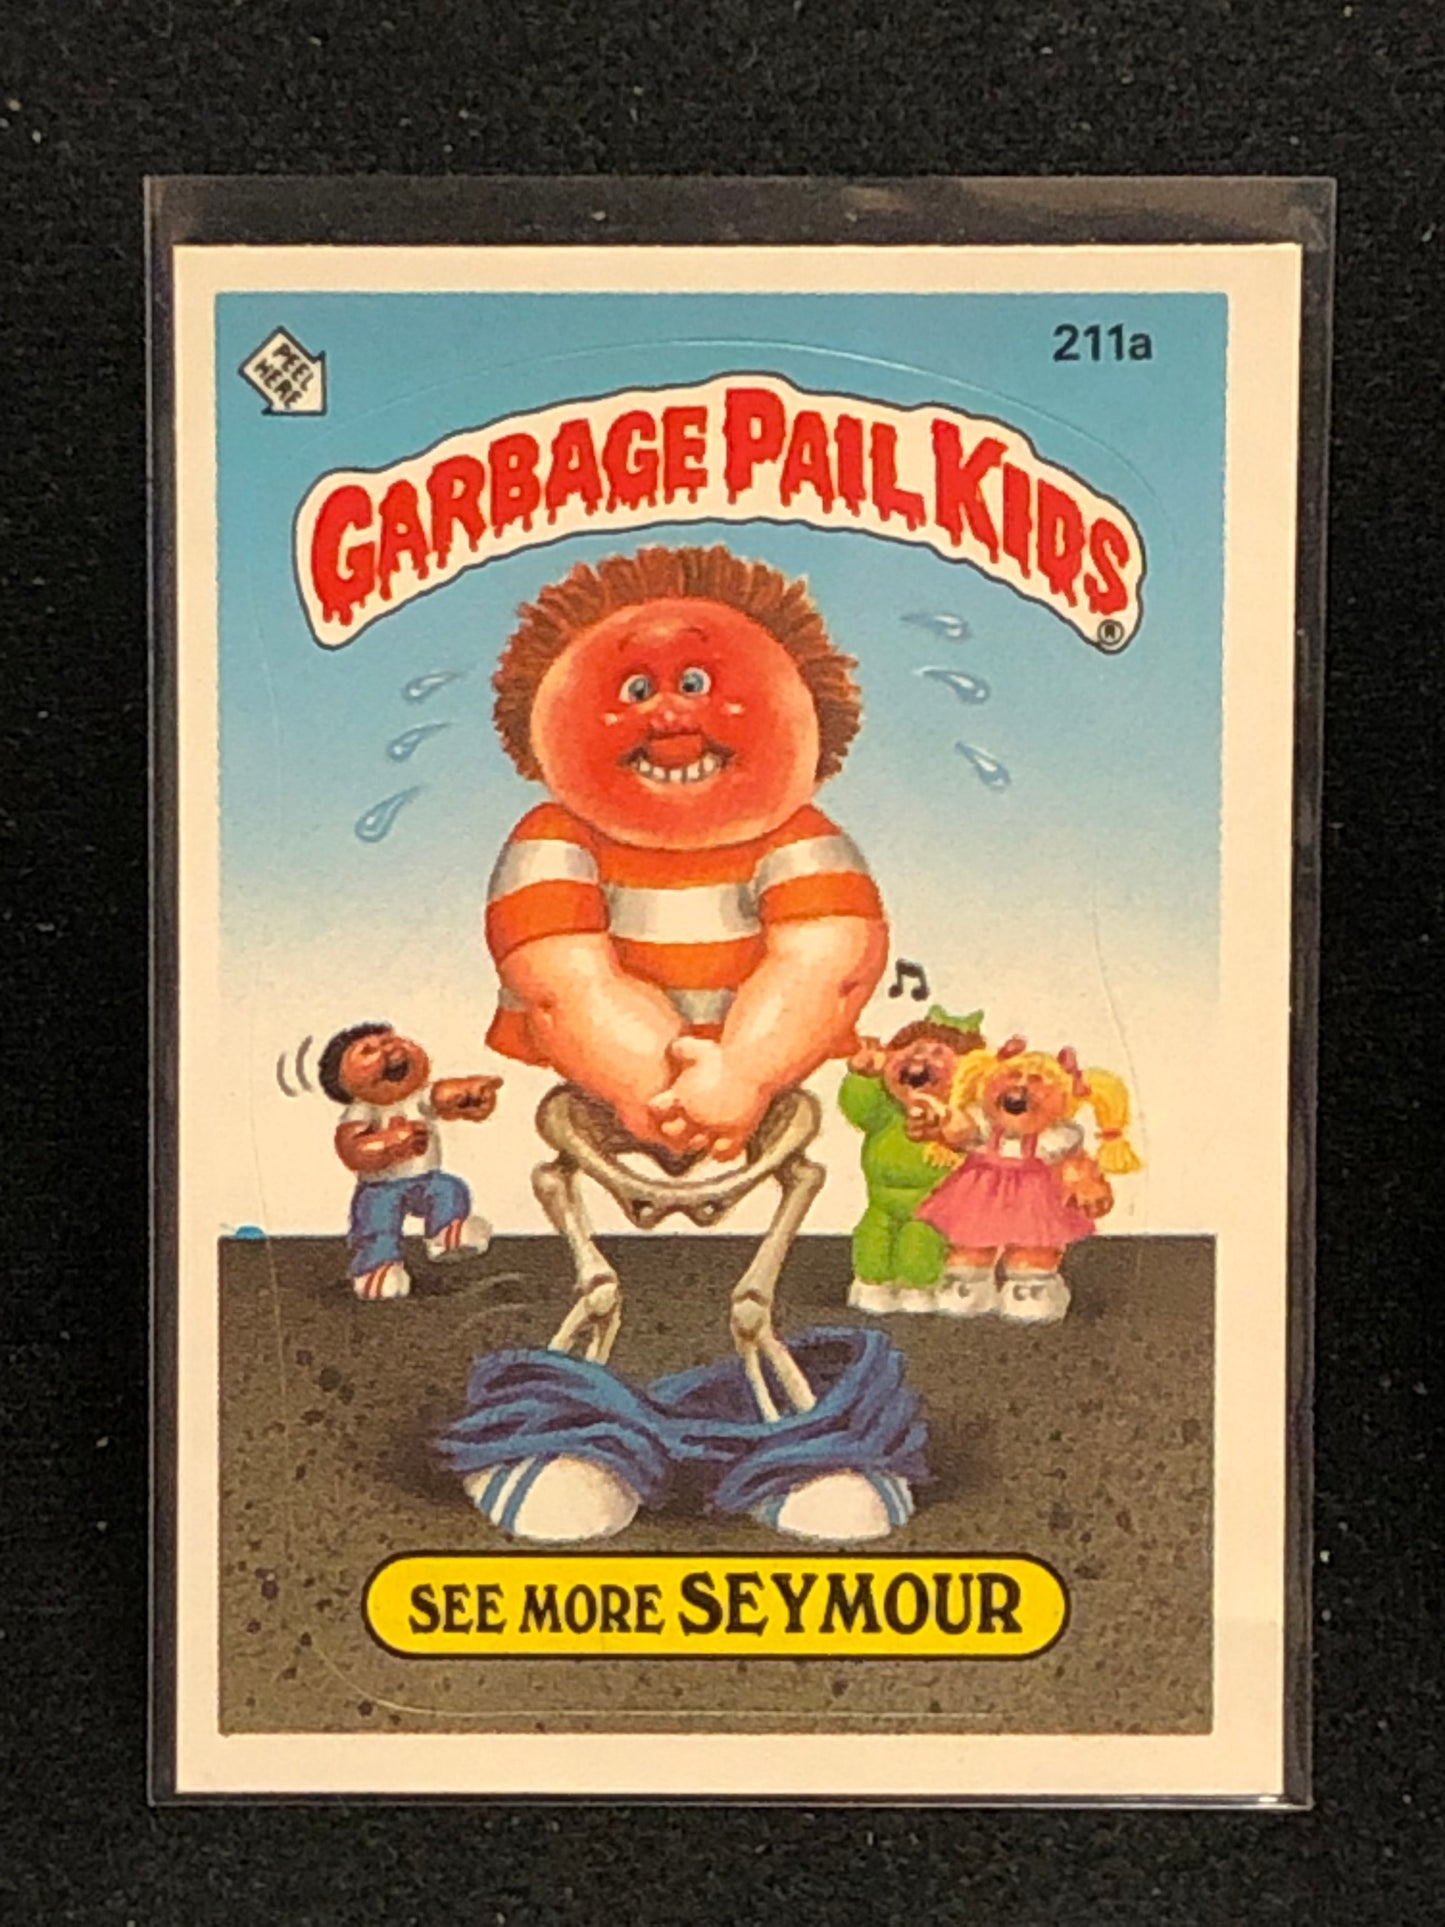 PEEL
HERE
211a
GARBAGE PAIL KIDS
®
SEE MORE SEYMOUR